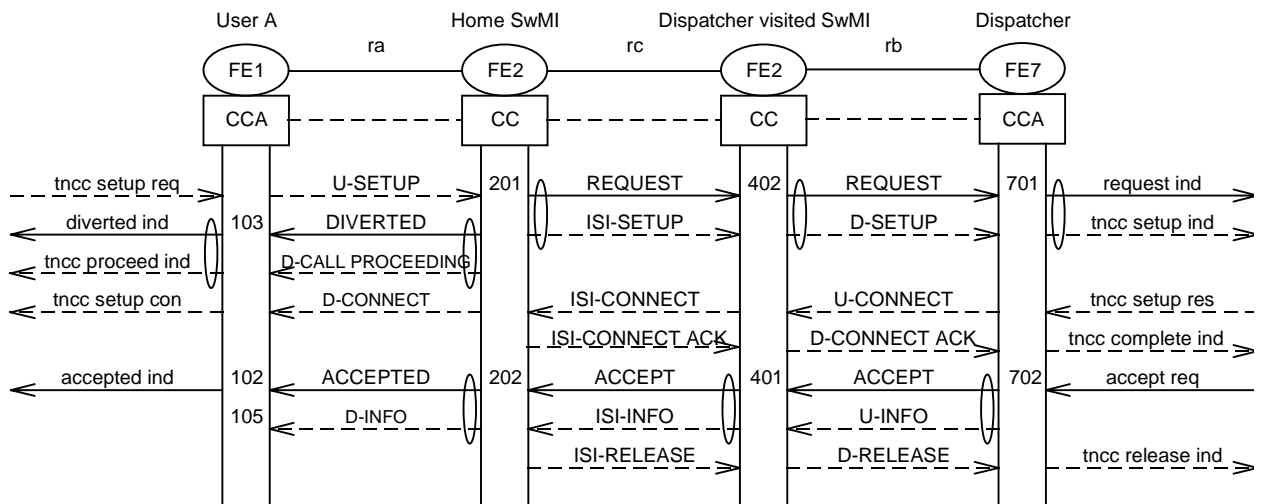 User A Home SwMI Dispatcher visited SwMI Dispatcher
ra rc rb
FE1 FE2 FE2 FE7
CCA CC CC CCA
tncc setup req U-SETUP 201 REQUEST 402 REQUEST 701 request ind
diverted ind 103 DIVERTED ISI-SETUP D-SETUP tncc setup ind
tncc proceed ind D-CALL PROCEEDING
tncc setup con D-CONNECT ISI-CONNECT U-CONNECT tncc setup res
ISI-CONNECT ACK D-CONNECT ACK tncc complete ind
accepted ind 102 ACCEPTED 202 ACCEPT 401 ACCEPT 702 accept req
105 D-INFO ISI-INFO U-INFO
ISI-RELEASE D-RELEASE tncc release ind